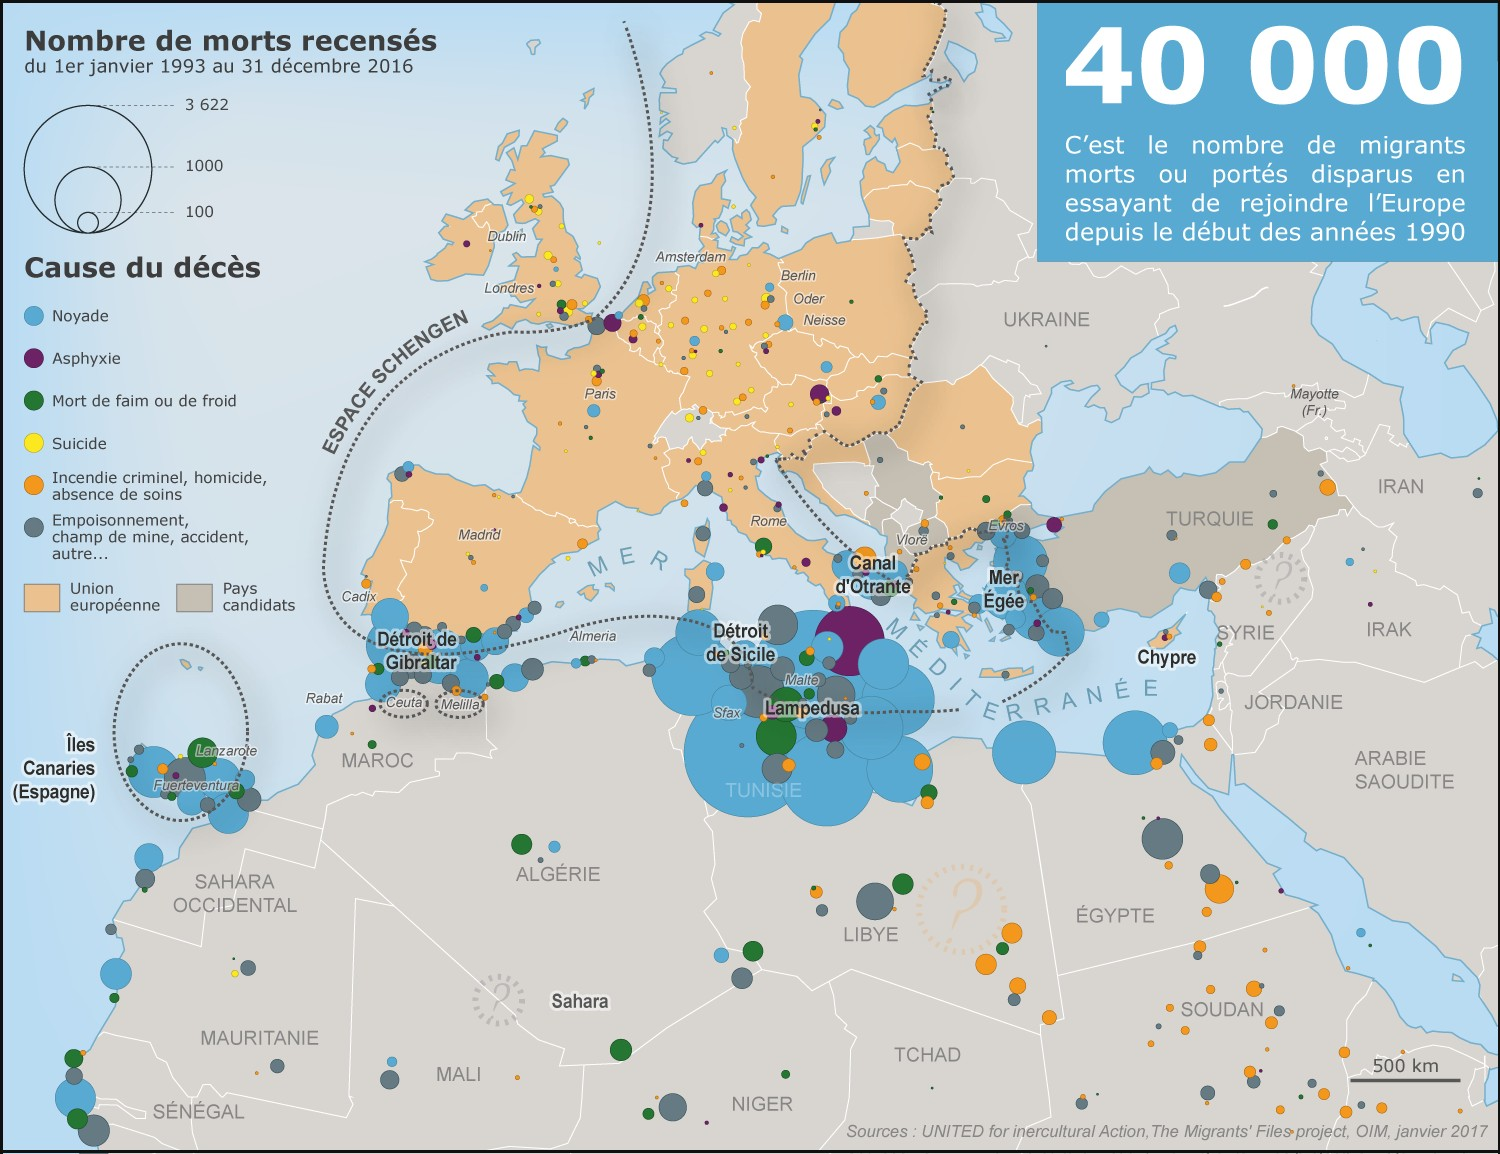 Nombre de morts recensés
du 1er janvier 1993 au 31 décembre 2016
3 622
1000
100
Cause du décès
Noyade
Asphyxie
Mort de faim ou de froid
Suicide
Incendie criminel, homicide,
absence de soins
Empoisonnement,
champ de mine, accident,
autre...
Union
européenne
Pays
candidats
40 000
C’est le nombre de migrants
morts ou portés disparus en
essayant de rejoindre l’Europe
depuis le début des années 1990
ESPACE SCHENGEN
Dublin
Londres
Amsterdam
Berlin
Oder
Neisse
Paris
UKRAINE
Mayotte
(Fr.)
IRAN
TURQUIE
Madrid
Rome
Vlorë
Evros
MER
MÉDITERRANÉE
Canal
d'Otrante
Mer
Égée
Cadix
Détroit de
Gibraltar
Almeria
Détroit
de Sicile
Malte
Sfax
Lampedusa
Chypre
SYRIE
IRAK
JORDANIE
ARABIE
SAOUDITE
Rabat
Ceuta
Melilla
MAROC
Îles
Canaries
(Espagne)
Lanzarote
Fuerteventura
TUNISIE
ALGÉRIE
SAHARA
OCCIDENTAL
LIBYE
?
?
?
ÉGYPTE
Sahara
SOUDAN
MAURITANIE
MALI
TCHAD
NIGER
SÉNÉGAL
500 km
Sources : UNITED for inercultural Action,The Migrants' Files project, OIM, janvier 2017